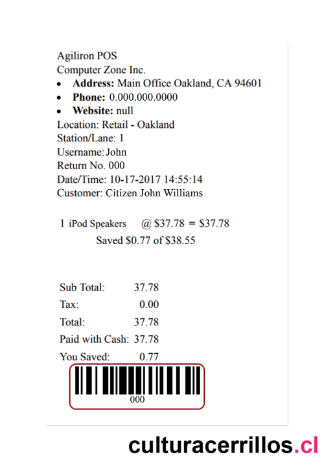 Agiliron POS
Computer Zone Inc.
• Address: Main Office Oakland, CA 94601
• Phone: 0.000.000.0000
• Website: null
Location: Retail - Oakland
Station/Lane: 1
Username: John
Return No. 000
Date/Time: 10-17-2017 14:55:14
Customer: Citizen John Williams
1 iPod Speakers @ $37.78 = $37.78
Saved $0.77 of $38.55
Sub Total: 37.78
Tax: 0.00
Total: 37.78
Paid with Cash: 37.78
You Saved: 0.77
000
culturacerrillos.cl